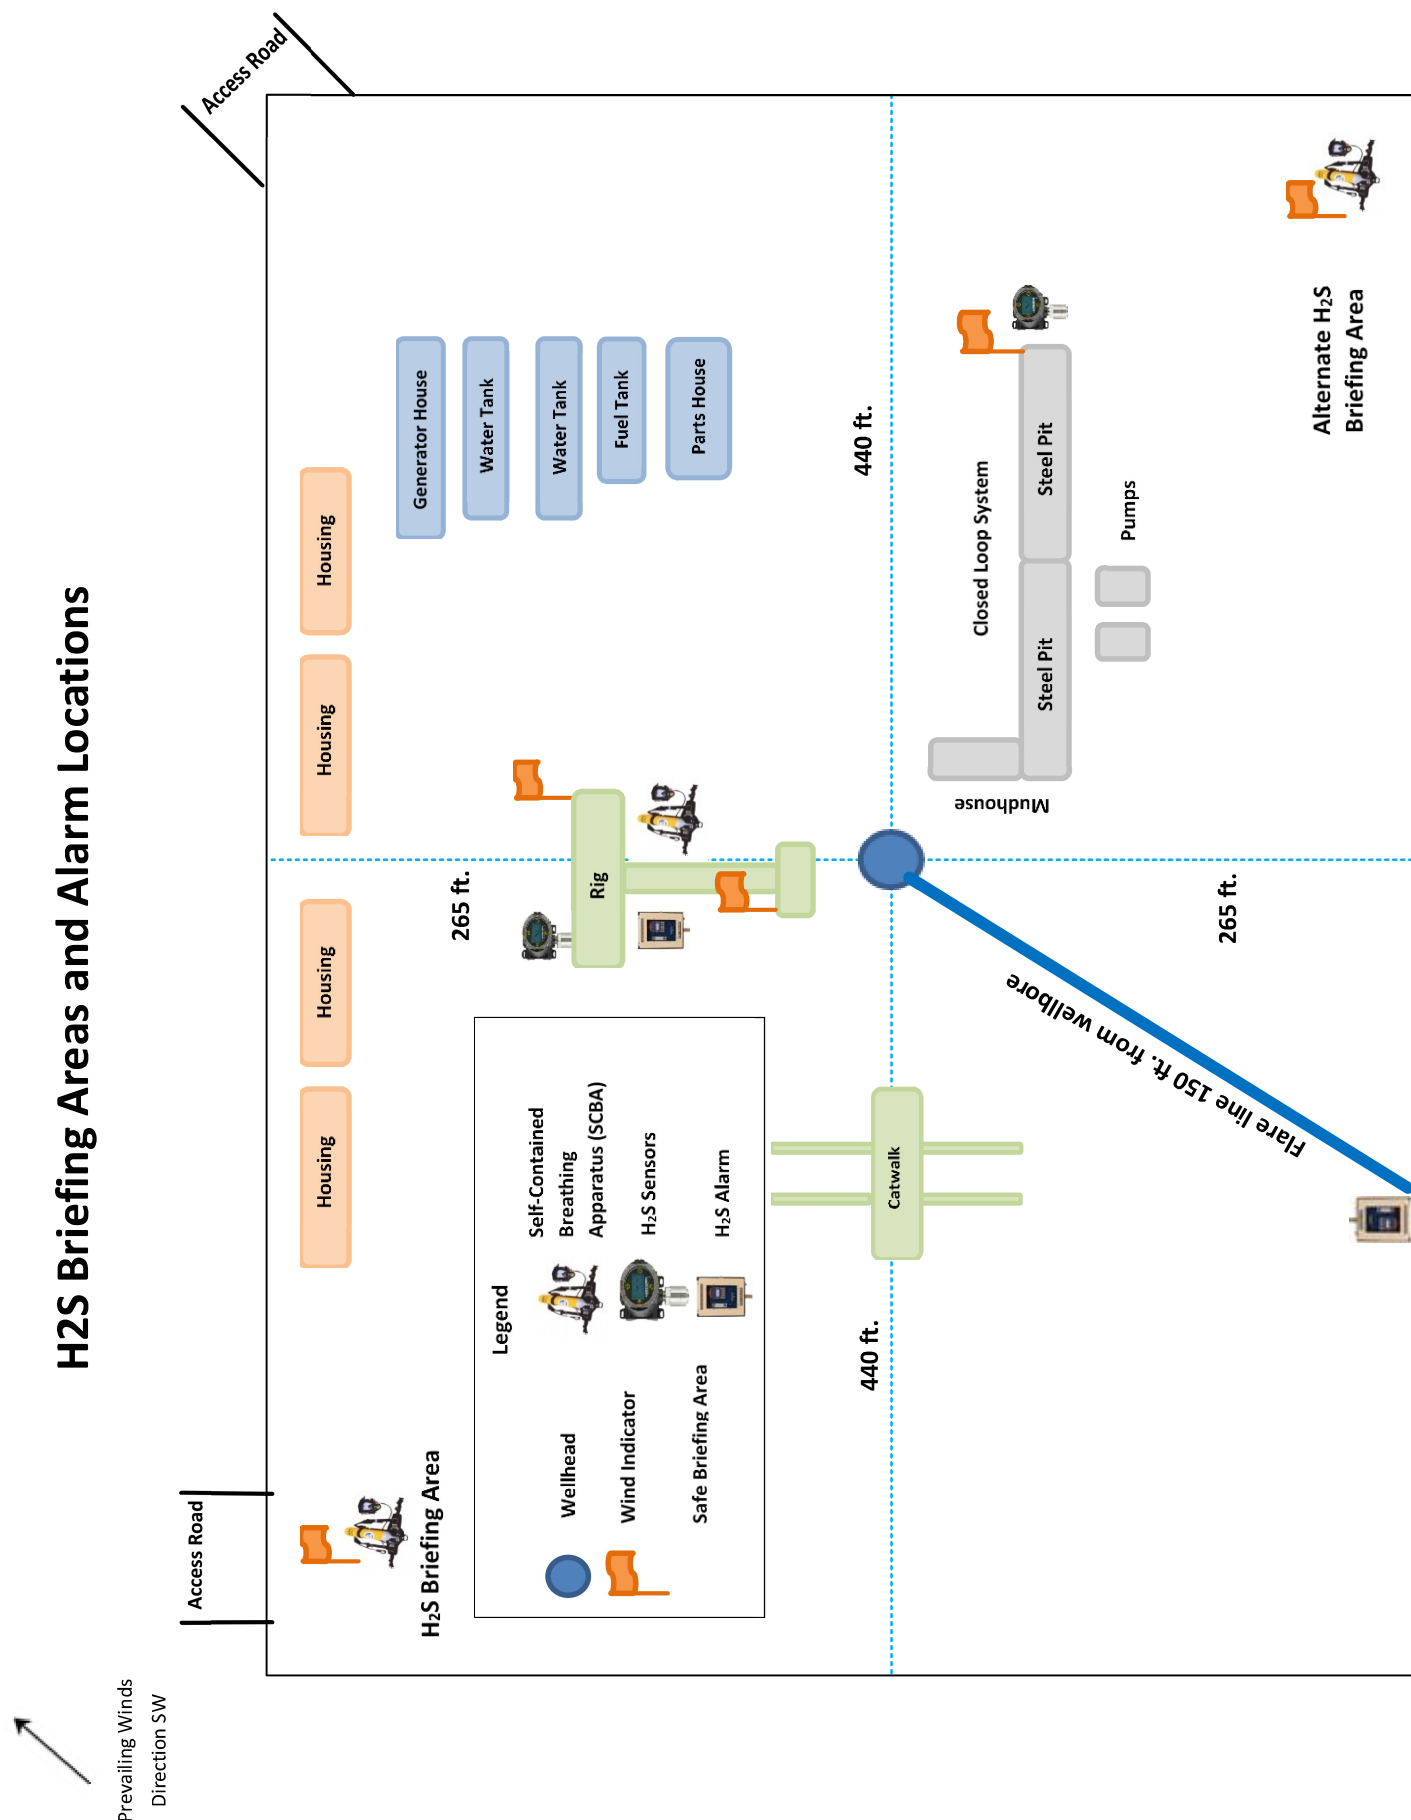 H2S Briefing Areas and Alarm Locations
Prevailing Winds
Direction SW
Access Road
Access Road
Housing
Housing
Housing
Housing
H₂S Briefing Area
Generator House
Water Tank
Water Tank
Fuel Tank
Parts House
265 ft.
Rig
Legend
Wellhead
Wind Indicator
Safe Briefing Area
Self-Contained
Breathing
Apparatus (SCBA)
H₂S Sensors
H₂S Alarm
440 ft.
440 ft.
Catwalk
Mudhouse
Closed Loop System
Steel Pit
Steel Pit
Pumps
265 ft.
Flare line 150 ft. from wellbore
Alternate H₂S
Briefing Area